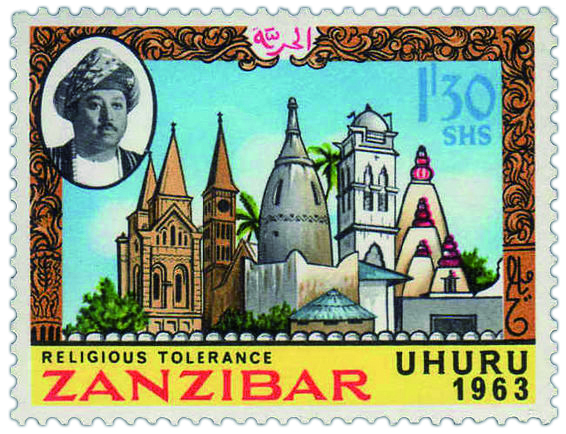 الحرية
1'30
SHS
RELIGIOUS TOLERANCE
ZANZIBAR
UHURU
1963